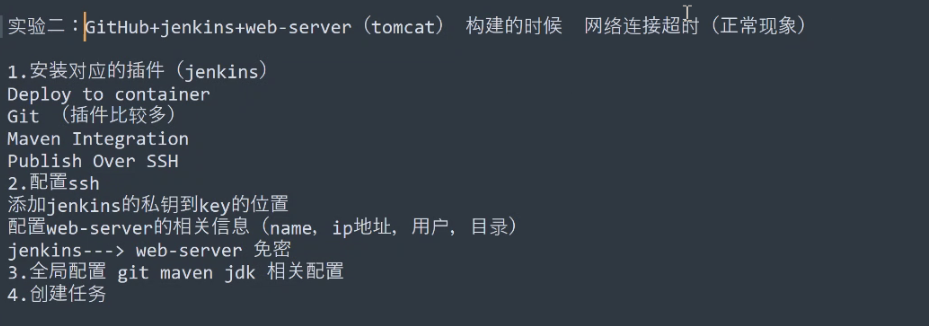 实验二：GitHub+jenkins+web-server（tomcat） 构建的时候  网络连接超时（正常现象）
1.安装对应的插件（jenkins）
Deploy to container
Git （插件比较多）
Maven Integration
Publish Over SSH
2.配置ssh
添加jenkins的私钥到key的位置
配置web-server的相关信息（name，ip地址，用户，目录）
jenkins---> web-server 免密
3.全局配置 git maven jdk 相关配置
4.创建任务